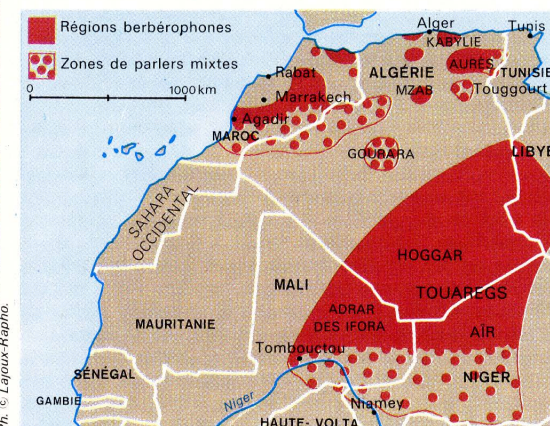 Régions berbérophones
Zones de parlers mixtes
0 1000 km
Alger
Tunis
KABYLIE
AURÈS
ALGÉRIE
TUNISIE
Rabat
MZAB
Touggourt
Marrakech
Agadir
MAROC
GOURARA
LIBYE
SAHARA
OCCIDENTAL
HOGGAR
MALI
TOUAREGS
ADRAR
DES IFORA
MAURITANIE
AÏR
Tombouctou
SÉNÉGAL
NIGER
GAMBIE
Niger
Niamey
HAUTE-VOLTA
Ph. © Lajoux-Rapho.